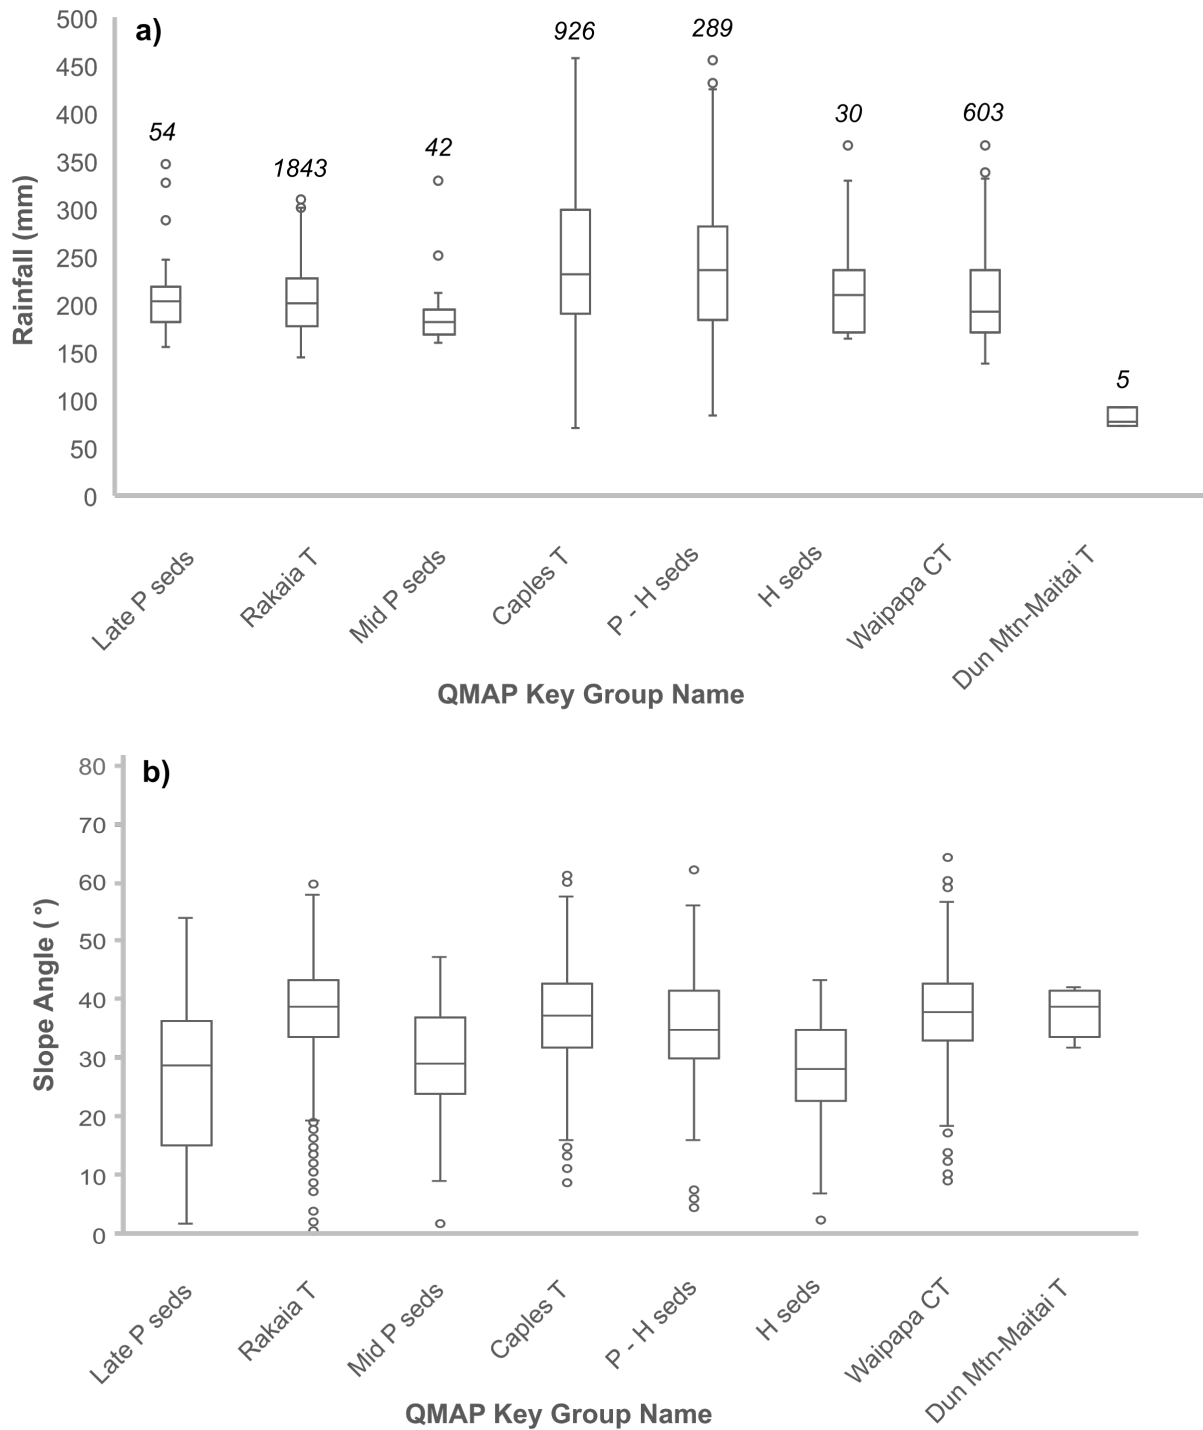 a)
Rainfall (mm)
500
450
400
350
300
250
200
150
100
50
0
54
1843
42
926
289
30
603
5
Late P seds
Rakaia T
Mid P seds
Caples T
P - H seds
H seds
Waipapa CT
Dun Mtn-Maitai T
QMAP Key Group Name
b)
Slope Angle ( °)
80
70
60
50
40
30
20
10
0
Late P seds
Rakaia T
Mid P seds
Caples T
P - H seds
H seds
Waipapa CT
Dun Mtn-Maitai T
QMAP Key Group Name